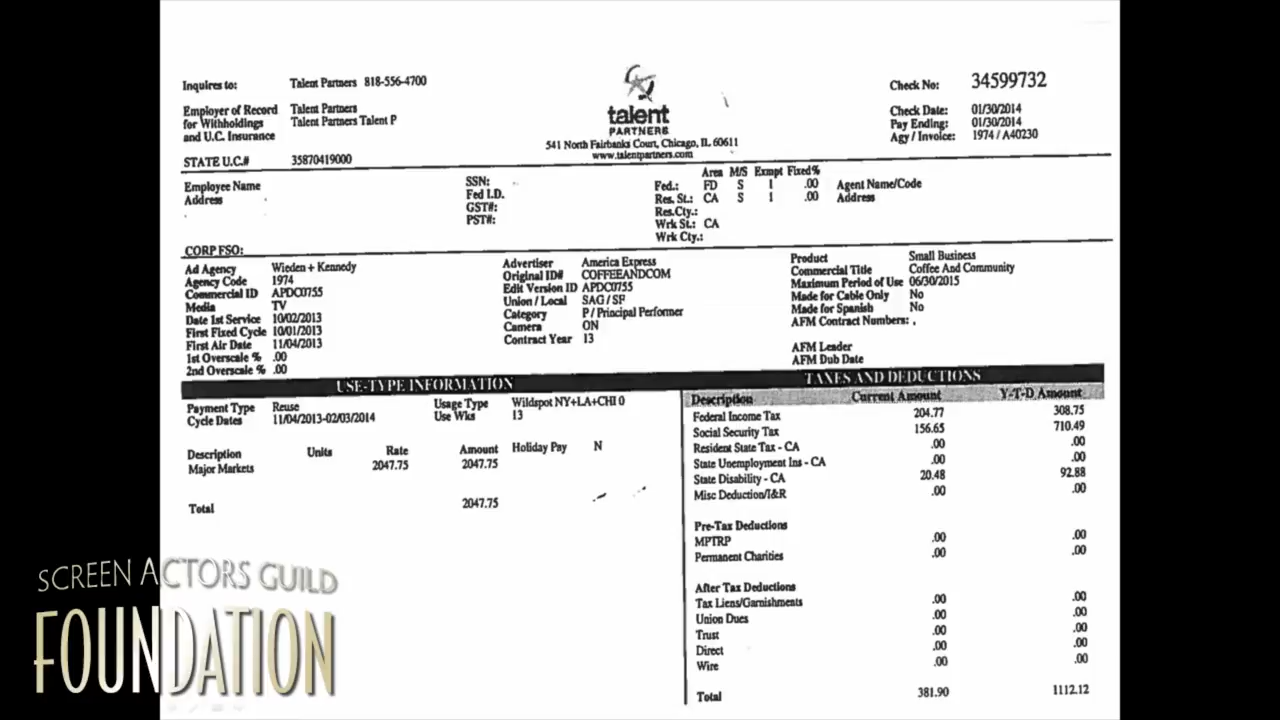 Inquires to: Talent Partners 818-556-4700
talent
PARTNERS
541 North Fairbanks Court, Chicago, IL 60611
www.talentpartners.com
Check No: 34599732
Employer of Record Talent Partners
for Withholdings Talent Partners Talent P
and U.C. Insurance
Check Date: 01/30/2014
Pay Ending: 01/30/2014
Agy / Invoice: 1974 / A40230
STATE U.C.# 35870419000
Employee Name
Address
SSN:
Fed I.D.
GST#:
PST#:
Area M/S Exmpt Fixed%
Fed.: FD S 1 .00
Res. St.: CA S 1 .00
Res.Cty.:
Wrk St.: CA
Wrk Cty.:
Agent Name/Code
Address
CORP FSO:
Ad Agency Wieden + Kennedy
Agency Code 1974
Commercial ID APDC0755
Media TV
Date 1st Service 10/02/2013
First Fixed Cycle 10/01/2013
First Air Date 11/04/2013
1st Overscale % .00
2nd Overscale % .00
Advertiser America Express
Original ID# COFFEEANDCOM
Edit Version ID APDC0755
Union / Local SAG / SF
Category P / Principal Performer
Camera ON
Contract Year 13
Product Small Business
Commercial Title Coffee And Community
Maximum Period of Use 06/30/2015
Made for Cable Only No
Made for Spanish No
AFM Contract Numbers: ,
AFM Leader
AFM Dub Date
USE-TYPE INFORMATION
Payment Type Reuse Usage Type Wildspot NY+LA+CHI 0
Cycle Dates 11/04/2013-02/03/2014 Use Wks 13
Description Units Rate Amount Holiday Pay N
Major Markets 2047.75 2047.75
Total 2047.75
TAXES AND DEDUCTIONS
Description Current Amount Y-T-D Amount
Federal Income Tax 204.77 308.75
Social Security Tax 156.65 710.49
Resident State Tax - CA .00 .00
State Unemployment Ins - CA .00 .00
State Disability - CA 20.48 92.88
Misc Deduction/I&R .00 .00
Pre-Tax Deductions
MPTRP .00 .00
Permanent Charities .00 .00
After Tax Deductions
Tax Liens/Garnishments .00 .00
Union Dues .00 .00
Trust .00 .00
Direct .00 .00
Wire .00 .00
Total 381.90 1112.12
SCREEN ACTORS GUILD
FOUNDATION